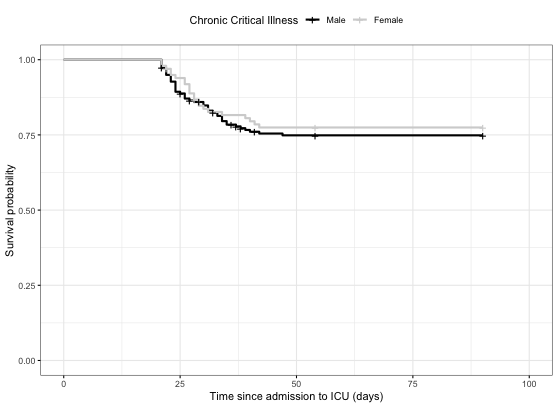 Chronic Critical Illness Male Female
1.00
0.75
0.50
0.25
0.00
Survival probability
0 25 50 75 100
Time since admission to ICU (days)